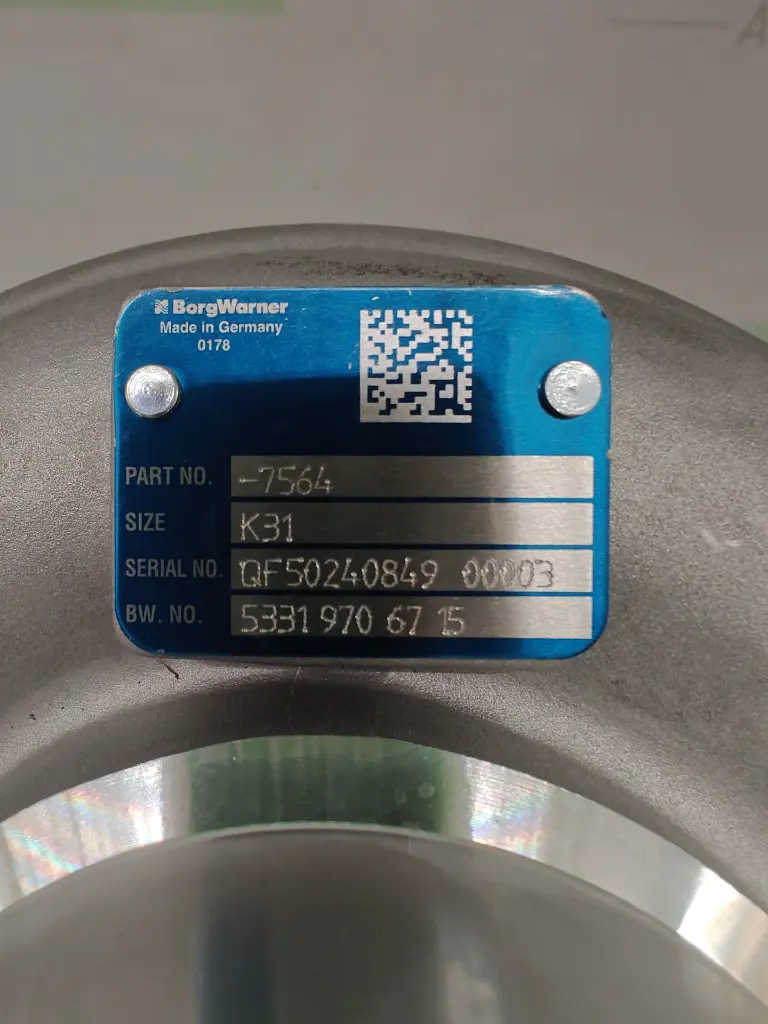 BorgWarner
Made in Germany
0178
PART NO. -7564
SIZE K31
SERIAL NO. QF50240849 00003
BW. NO. 5331 970 67 15
A